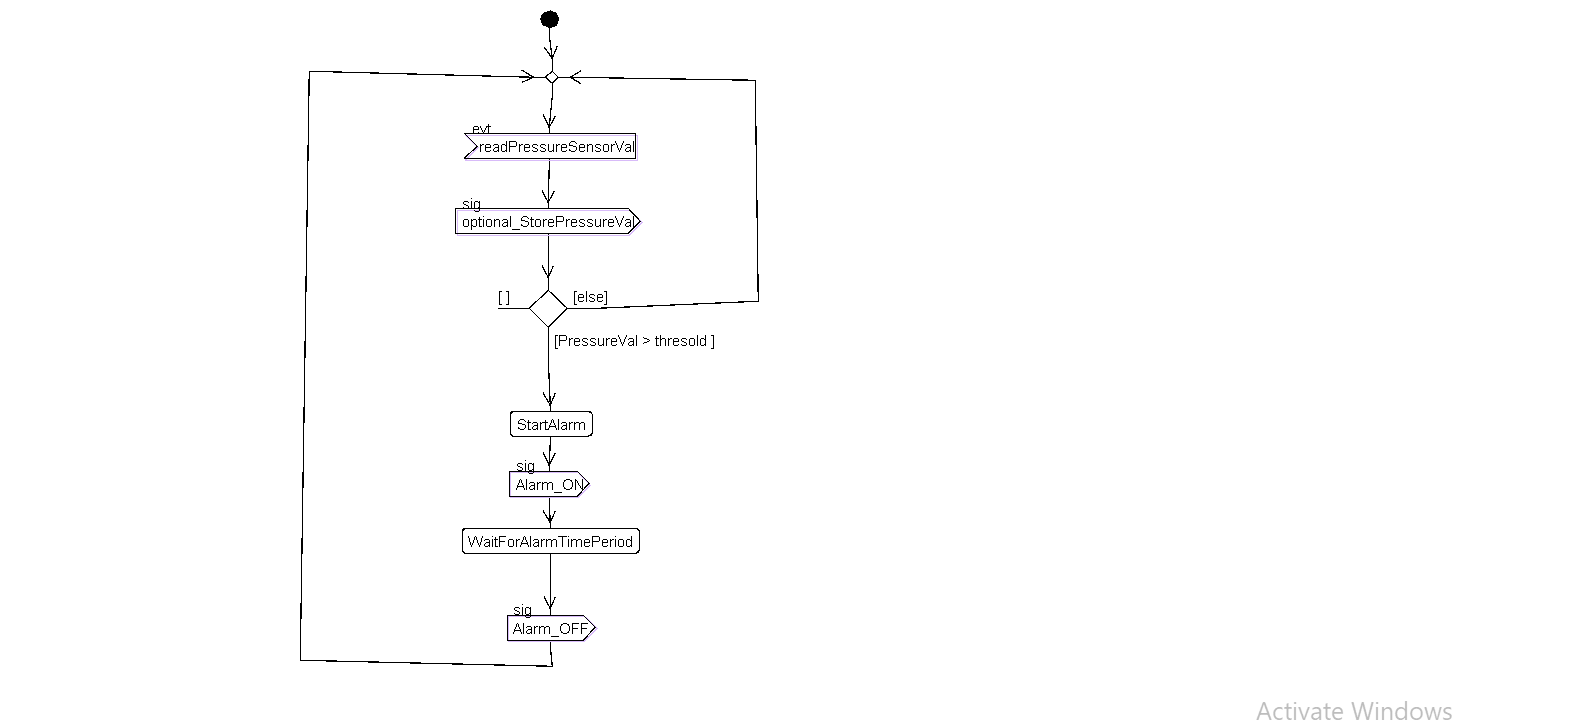 evt
readPressureSensorVal
sig
optional_StorePressureVal
[ ]
[else]
[PressureVal > thresold ]
StartAlarm
sig
Alarm_ON
WaitForAlarmTimePeriod
sig
Alarm_OFF
Activate Windows